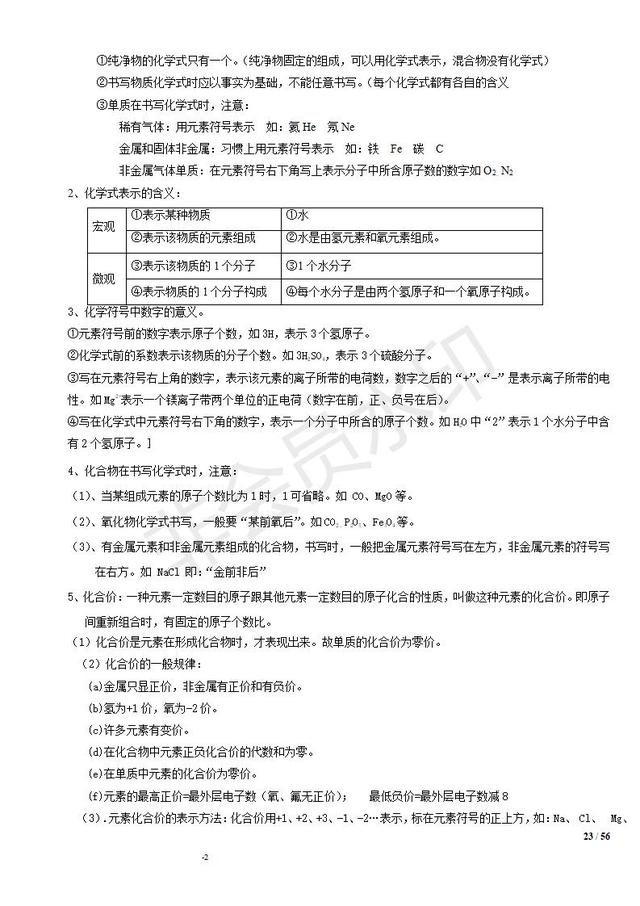 ①纯净物的化学式只有一个。(纯净物固定的组成，可以用化学式表示，混合物没有化学式)
②书写物质化学式时应以事实为基础，不能任意书写。(每个化学式都有各自的含义
③单质在书写化学式时，注意：
稀有气体：用元素符号表示 如：氦He 氖Ne
金属和固体非金属：习惯上用元素符号表示 如：铁 Fe 碳 C
非金属气体单质：在元素符号右下角写上表示分子中所含原子数的数字如O₂ N₂
2、化学式表示的含义：
宏观 ①表示某种物质 ①水
②表示该物质的元素组成 ②水是由氢元素和氧元素组成。
微观 ③表示该物质的1个分子 ③1个水分子
④表示物质的1个分子构成 ④每个水分子是由两个氢原子和一个氧原子构成。
3、化学符号中数字的意义。
①元素符号前的数字表示原子个数，如3H，表示3个氢原子。
②化学式前的系数表示该物质的分子个数。如3H₂SO₄，表示3个硫酸分子。
③写在元素符号右上角的数字，表示该元素的离子所带的电荷数，数字之后的“+”、“−”是表示离子所带的电
性。如Mg²⁺表示一个镁离子带两个单位的正电荷(数字在前，正、负号在后)。
④写在化学式中元素符号右下角的数字，表示一个分子中所含的原子个数。如H₂O中“2”表示1个水分子中含
有2个氢原子。]
4、化合物在书写化学式时，注意：
(1)、当某组成元素的原子个数比为1时，1可省略。如 CO、MgO等。
(2)、氧化物化学式书写，一般要“某前氧后”。如CO₂ P₂O₅、Fe₃O₄等。
(3)、有金属元素和非金属元素组成的化合物，书写时，一般把金属元素符号写在左方，非金属元素的符号写
在右方。如 NaCl 即：“金前非后”
5、化合价：一种元素一定数目的原子跟其他元素一定数目的原子化合的性质，叫做这种元素的化合价。即原子
间重新组合时，有固定的原子个数比。
(1)化合价是元素在形成化合物时，才表现出来。故单质的化合价为零价。
(2)化合价的一般规律：
(a)金属只显正价，非金属有正价和有负价。
(b)氢为+1价，氧为−2价。
(c)许多元素有变价。
(d)在化合物中元素正负化合价的代数和为零。
(e)在单质中元素的化合价为零价。
(f)元素的最高正价=最外层电子数(氧、氟无正价)； 最低负价=最外层电子数减8
(3).元素化合价的表示方法：化合价用+1、+2、+3、−1、−2…表示，标在元素符号的正上方，如：Na、 Cl、 Mg、
23 / 56
-2
非会员水印